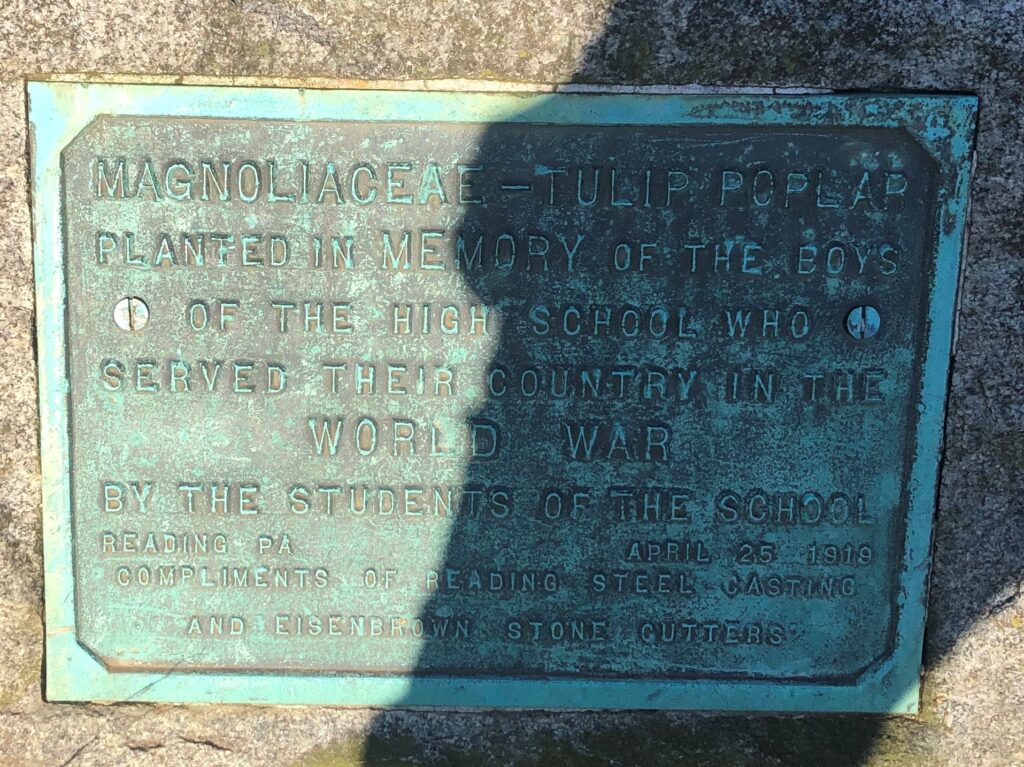 MAGNOLIACEAE – TULIP POPLAR
PLANTED IN MEMORY OF THE BOYS
OF THE HIGH SCHOOL WHO
SERVED THEIR COUNTRY IN THE
WORLD WAR
BY THE STUDENTS OF THE SCHOOL
READING PA APRIL 25 1919
COMPLIMENTS OF READING STEEL CASTING
AND EISENBROWN STONE CUTTERS